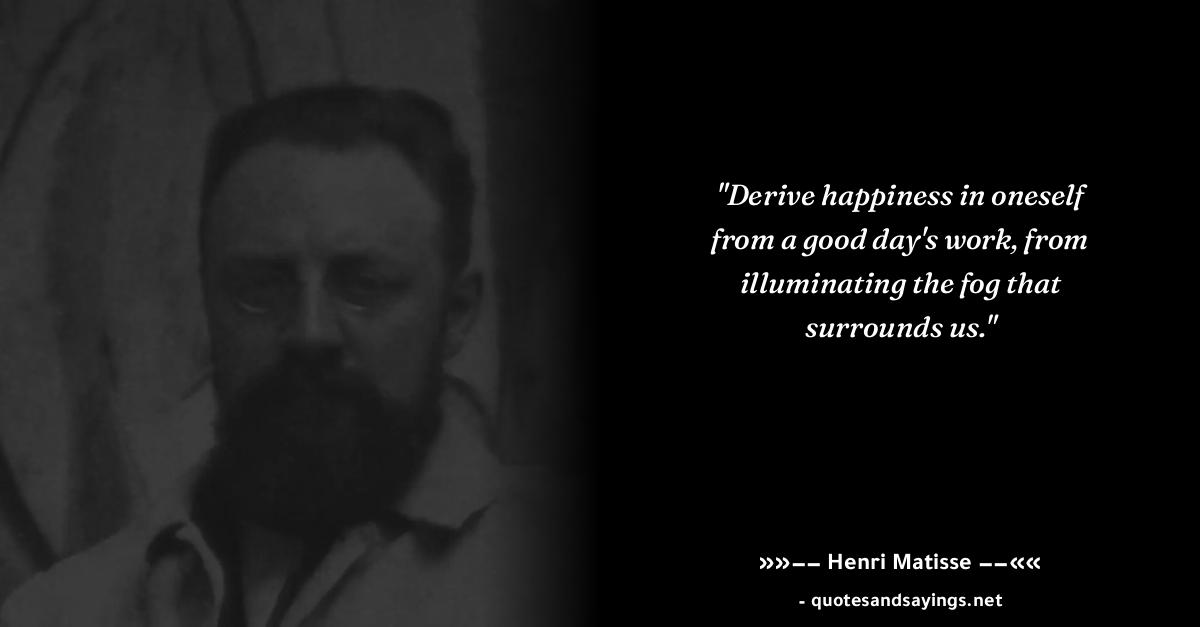 "Derive happiness in oneself
from a good day's work, from
illuminating the fog that
surrounds us."
»»−− Henri Matisse −−««
- quotesandsayings.net